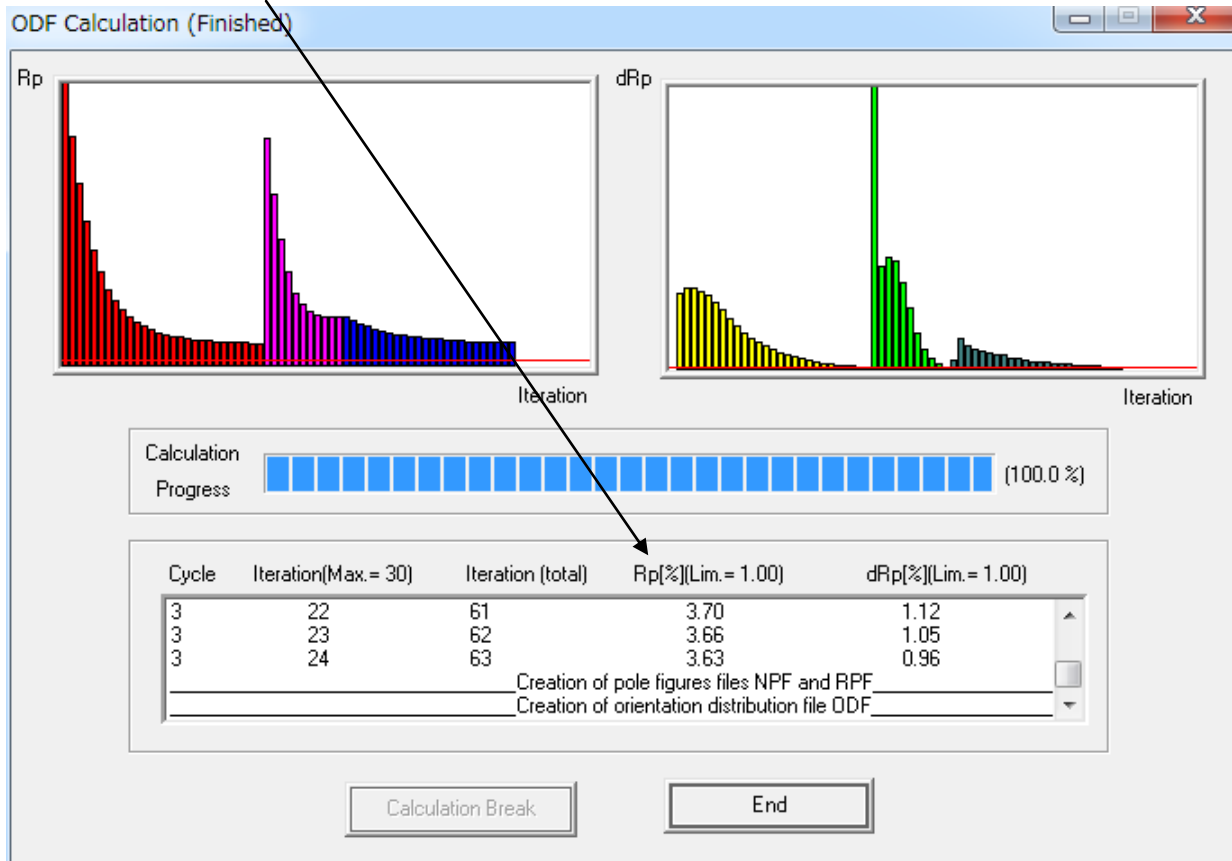 ODF Calculation (Finished)
Rp
dRp
Iteration
Iteration
Calculation
Progress
(100.0 %)
Cycle Iteration(Max.= 30) Iteration (total) Rp[%](Lim.= 1.00) dRp[%](Lim.= 1.00)
3 22 61 3.70 1.12
3 23 62 3.66 1.05
3 24 63 3.63 0.96
Creation of pole figures files NPF and RPF
Creation of orientation distribution file ODF
Calculation Break
End